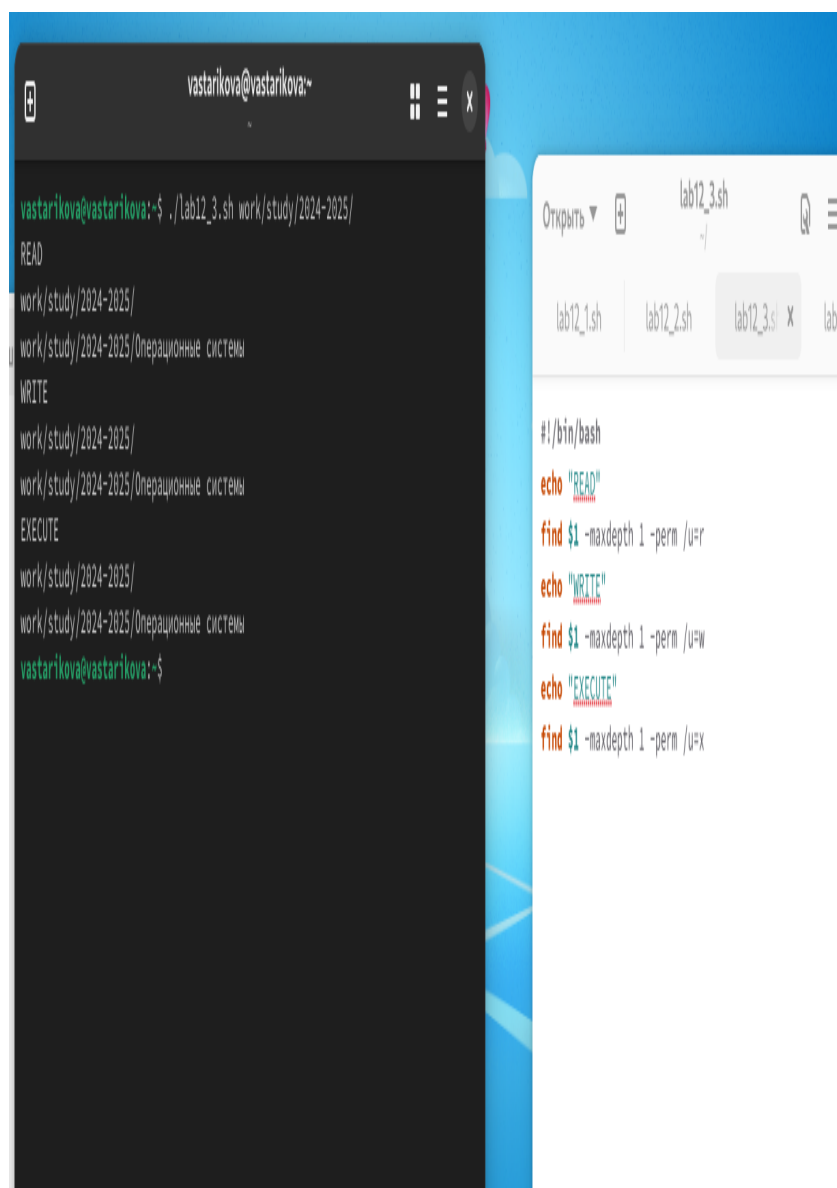 vastarikova@vastarikova:~
~
vastarikova@vastarikova:~$ ./lab12_3.sh work/study/2024-2025/
READ
work/study/2024-2025/
work/study/2024-2025/Операционные системы
WRITE
work/study/2024-2025/
work/study/2024-2025/Операционные системы
EXECUTE
work/study/2024-2025/
work/study/2024-2025/Операционные системы
vastarikova@vastarikova:~$
Открыть
lab12_3.sh
~/
lab12_1.sh
lab12_2.sh
lab12_3.s
lab
#!/bin/bash
echo "READ"
find $1 -maxdepth 1 -perm /u=r
echo "WRITE"
find $1 -maxdepth 1 -perm /u=w
echo "EXECUTE"
find $1 -maxdepth 1 -perm /u=x